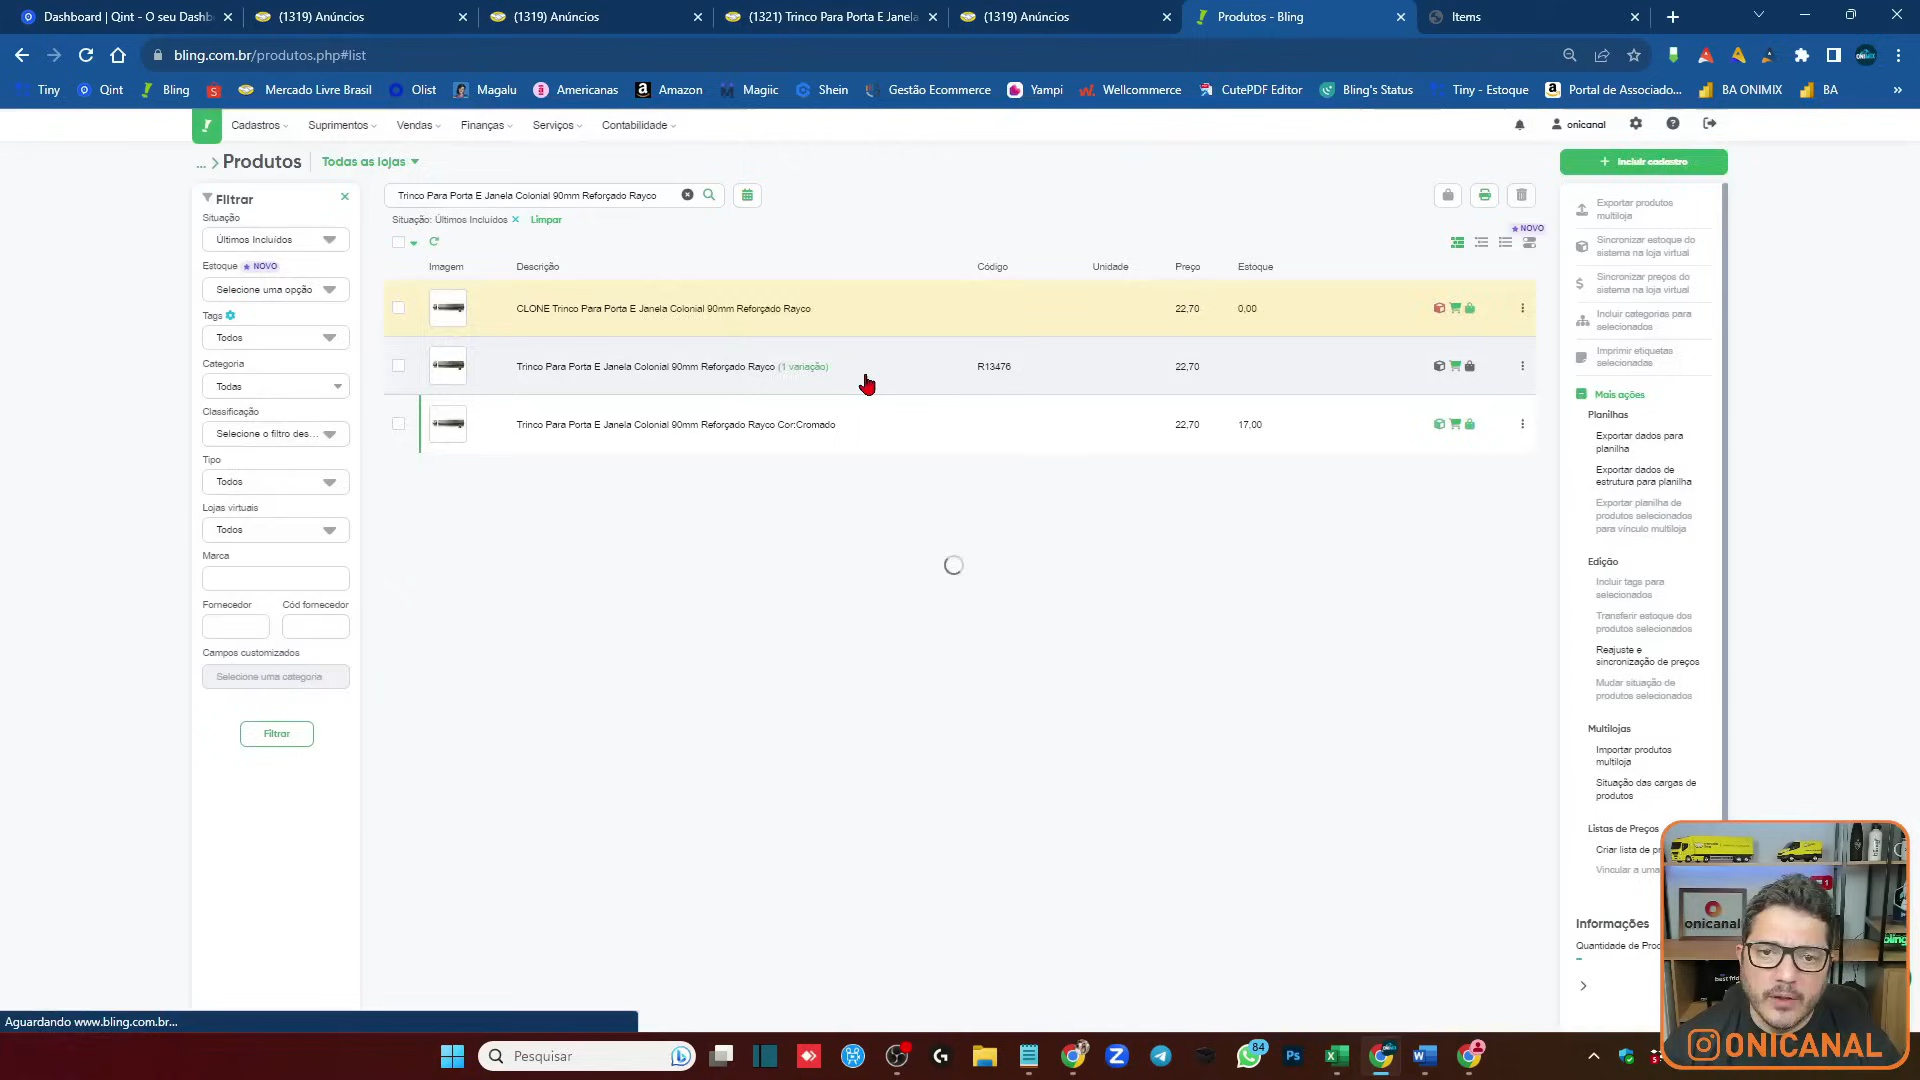 Dashboard | Qint - O seu Dashb
(1319) Anúncios
(1319) Anúncios
(1321) Trinco Para Porta E Janela
(1319) Anúncios
Produtos - Bling
Items
bling.com.br/produtos.php#list
Tiny
Qint
Bling
Mercado Livre Brasil
Olist
Magalu
Americanas
Amazon
Magiic
Shein
Gestão Ecommerce
Yampi
Wellcommerce
CutePDF Editor
Bling's Status
Tiny - Estoque
Portal de Associado...
BA ONIMIX
BA
Cadastros
Suprimentos
Vendas
Finanças
Serviços
Contabilidade
onicanal
... > Produtos
Todas as lojas
+ Incluir cadastro
Filtrar
Situação
Últimos Incluídos
Estoque
NOVO
Selecione uma opção
Tags
Todos
Categoria
Todas
Classificação
Selecione o filtro des...
Tipo
Todos
Lojas virtuais
Todos
Marca
Fornecedor
Cód fornecedor
Campos customizados
Selecione uma categoria
Filtrar
Trinco Para Porta E Janela Colonial 90mm Reforçado Rayco
Situação: Últimos Incluídos
Limpar
NOVO
Imagem
Descrição
Código
Unidade
Preço
Estoque
CLONE Trinco Para Porta E Janela Colonial 90mm Reforçado Rayco
22,70
0,00
Trinco Para Porta E Janela Colonial 90mm Reforçado Rayco (1 variação)
R13476
22,70
Trinco Para Porta E Janela Colonial 90mm Reforçado Rayco Cor:Cromado
22,70
17,00
Exportar produtos
multiloja
Sincronizar estoque do
sistema na loja virtual
Sincronizar preços do
sistema na loja virtual
Incluir categorias para
selecionados
Imprimir etiquetas
selecionadas
Mais ações
Planilhas
Exportar dados para
planilha
Exportar dados de
estrutura para planilha
Exportar planilha de
produtos selecionados
para vínculo multiloja
Edição
Incluir tags para
selecionados
Transferir estoque dos
produtos selecionados
Reajuste e
sincronização de preços
Mudar situação de
produtos selecionados
Multilojas
Importar produtos
multiloja
Situação das cargas de
produtos
Listas de Preços
Criar lista de
Vincular a uma
Informações
Quantidade de
onicanal
bling
ONICANAL
Aguardando www.bling.com.br...
Pesquisar
84